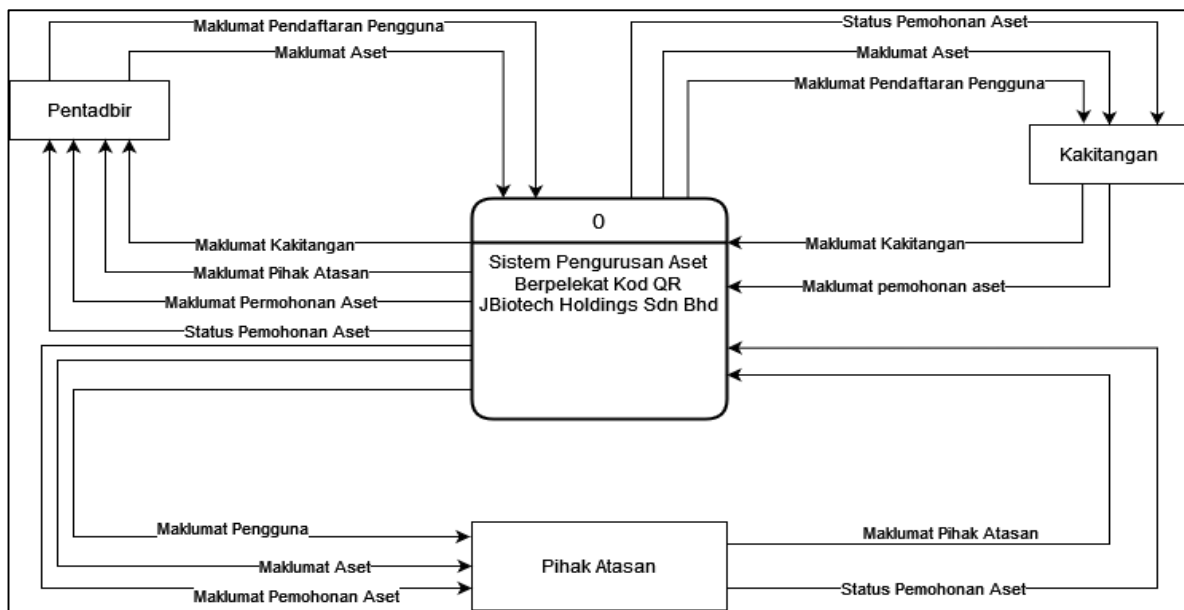 Maklumat Pendaftaran Pengguna
Maklumat Aset
Pentadbir
Status Pemohonan Aset
Maklumat Aset
Maklumat Pendaftaran Pengguna
Kakitangan
0
Sistem Pengurusan Aset
Berpelekat Kod QR
JBiotech Holdings Sdn Bhd
Maklumat Kakitangan
Maklumat Pihak Atasan
Maklumat Permohonan Aset
Status Pemohonan Aset
Maklumat Kakitangan
Maklumat pemohonan aset
Maklumat Pengguna
Maklumat Aset
Maklumat Pemohonan Aset
Pihak Atasan
Maklumat Pihak Atasan
Status Pemohonan Aset